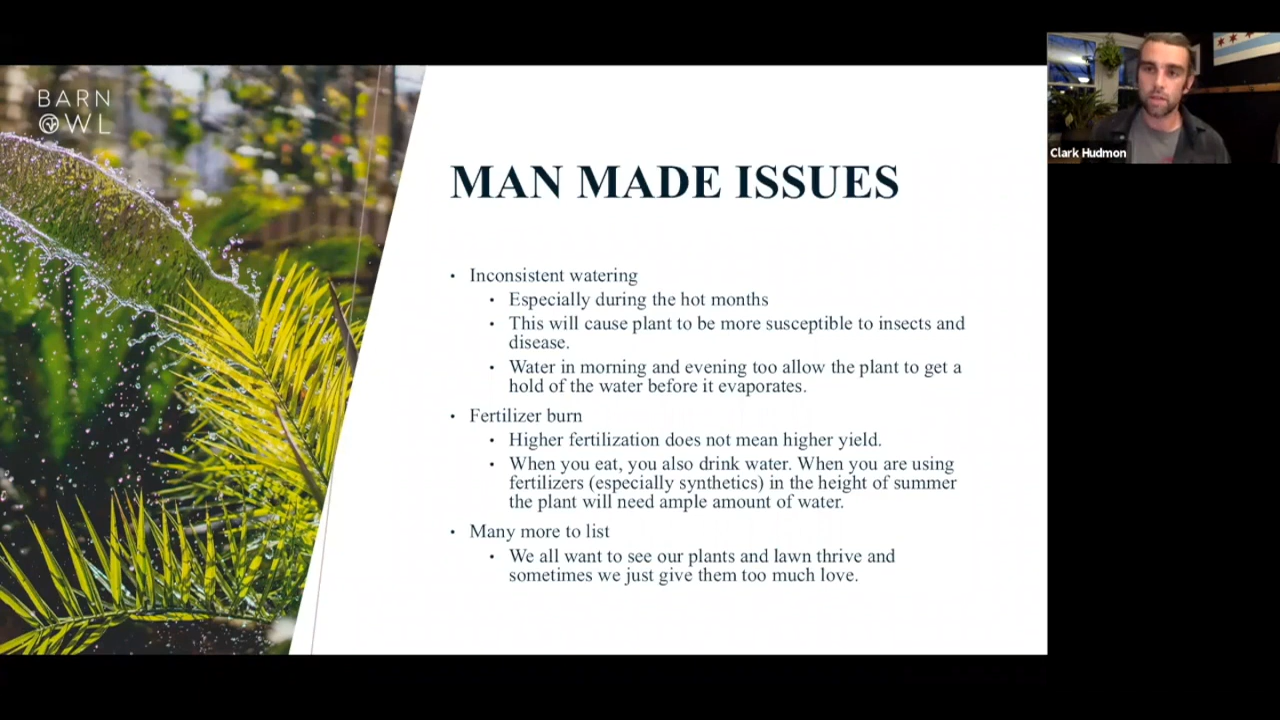 BARN
OWL
Clark Hudmon
MAN MADE ISSUES
• Inconsistent watering
• Especially during the hot months
• This will cause plant to be more susceptible to insects and
disease.
• Water in morning and evening too allow the plant to get a
hold of the water before it evaporates.
• Fertilizer burn
• Higher fertilization does not mean higher yield.
• When you eat, you also drink water. When you are using
fertilizers (especially synthetics) in the height of summer
the plant will need ample amount of water.
• Many more to list
• We all want to see our plants and lawn thrive and
sometimes we just give them too much love.